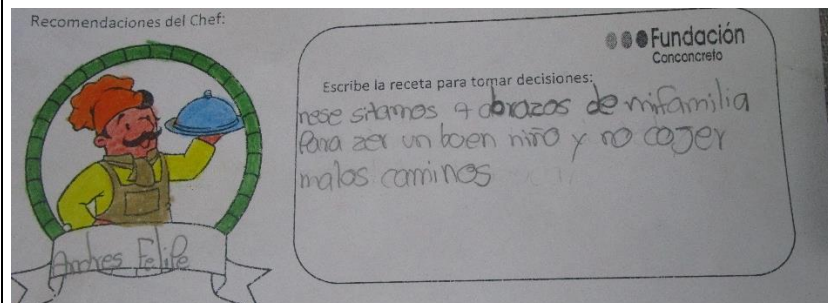 Recomendaciones del Chef:
Fundación
Conconcreto
Escribe la receta para tomar decisiones:
nese sitamos 4 abrazos de mifamilia
Para zer un boen niño y no cojer
malos caminos
Andres Felipe